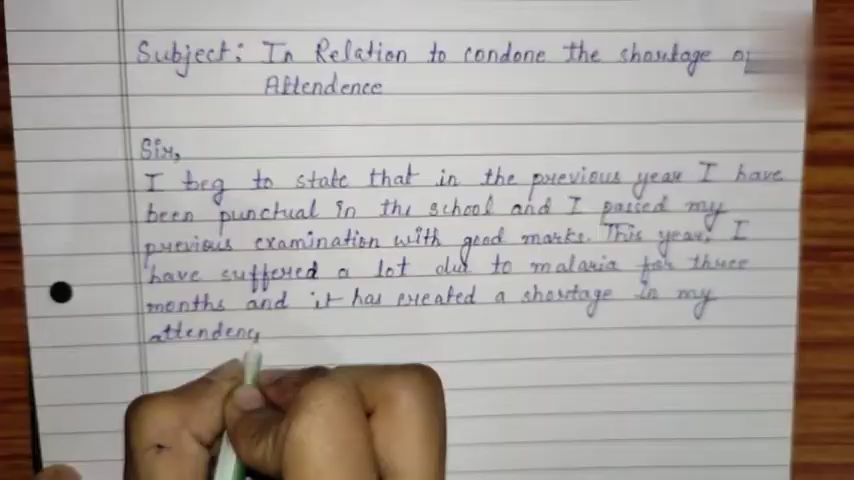 Subject: In Relation to condone the shortage
Attendence
Sir,
I beg to state that in the previous year I have
been punctual in the school and I passed my
previous examination with good marks. This year, I
have suffered a lot due to malaria for three
months and it has created a shortage in my
attendenc